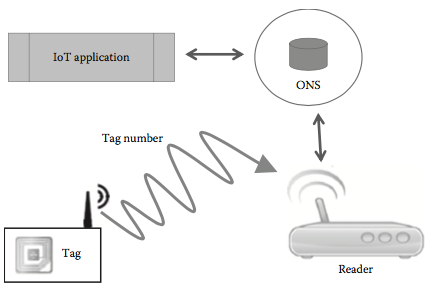 IoT application
ONS
Tag number
Tag
Reader